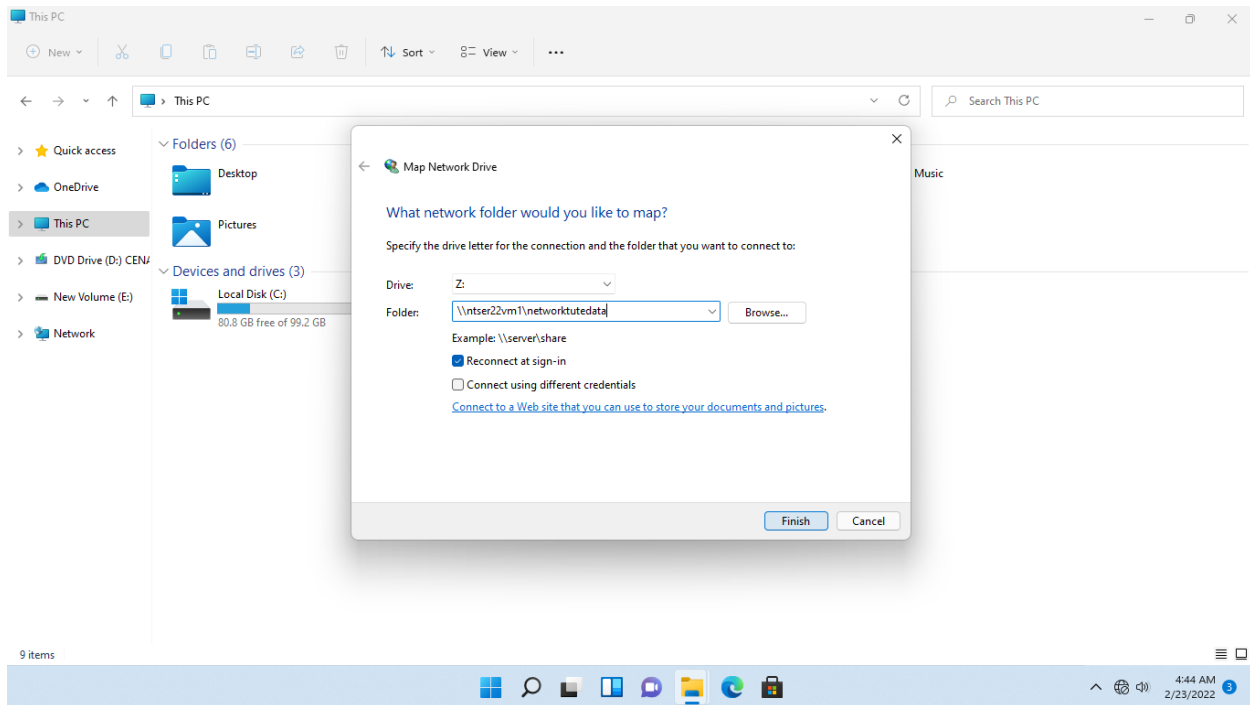 This PC
New
Sort
View
This PC
Search This PC
Quick access
OneDrive
This PC
DVD Drive (D:) CENA
New Volume (E:)
Network
Folders (6)
Desktop
Pictures
Music
Devices and drives (3)
Local Disk (C:)
80.8 GB free of 99.2 GB
Map Network Drive
What network folder would you like to map?
Specify the drive letter for the connection and the folder that you want to connect to:
Drive: Z:
Folder: \\ntser22vm1\networktutedata Browse...
Example: \\server\share
Reconnect at sign-in
Connect using different credentials
Connect to a Web site that you can use to store your documents and pictures.
Finish Cancel
9 items
4:44 AM
2/23/2022
3